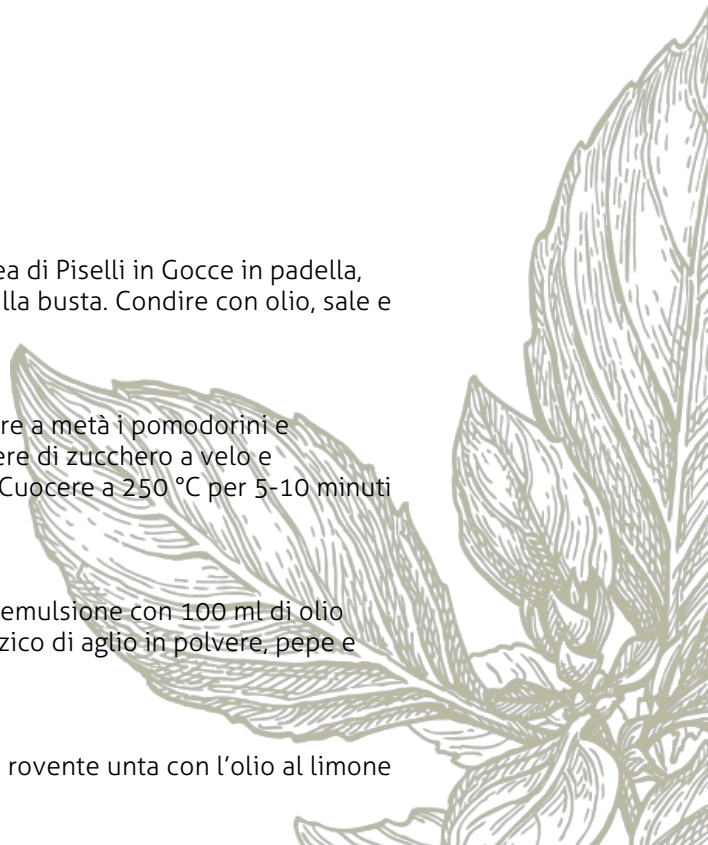 ea di Piselli in Gocce in padella,
lla busta. Condire con olio, sale e
re a metà i pomodorini e
ere di zucchero a velo e
Cuocere a 250 °C per 5-10 minuti
emulsione con 100 ml di olio
zico di aglio in polvere, pepe e
rovente unta con l’olio al limone